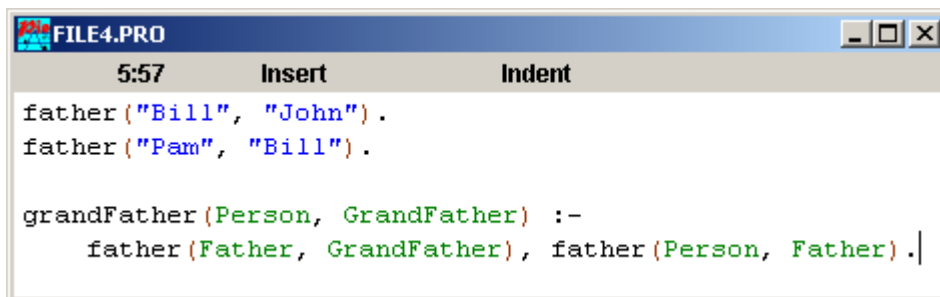 FILE4.PRO
5:57 Insert Indent
father("Bill", "John").
father("Pam", "Bill").
grandFather(Person, GrandFather) :-
father(Father, GrandFather), father(Person, Father).